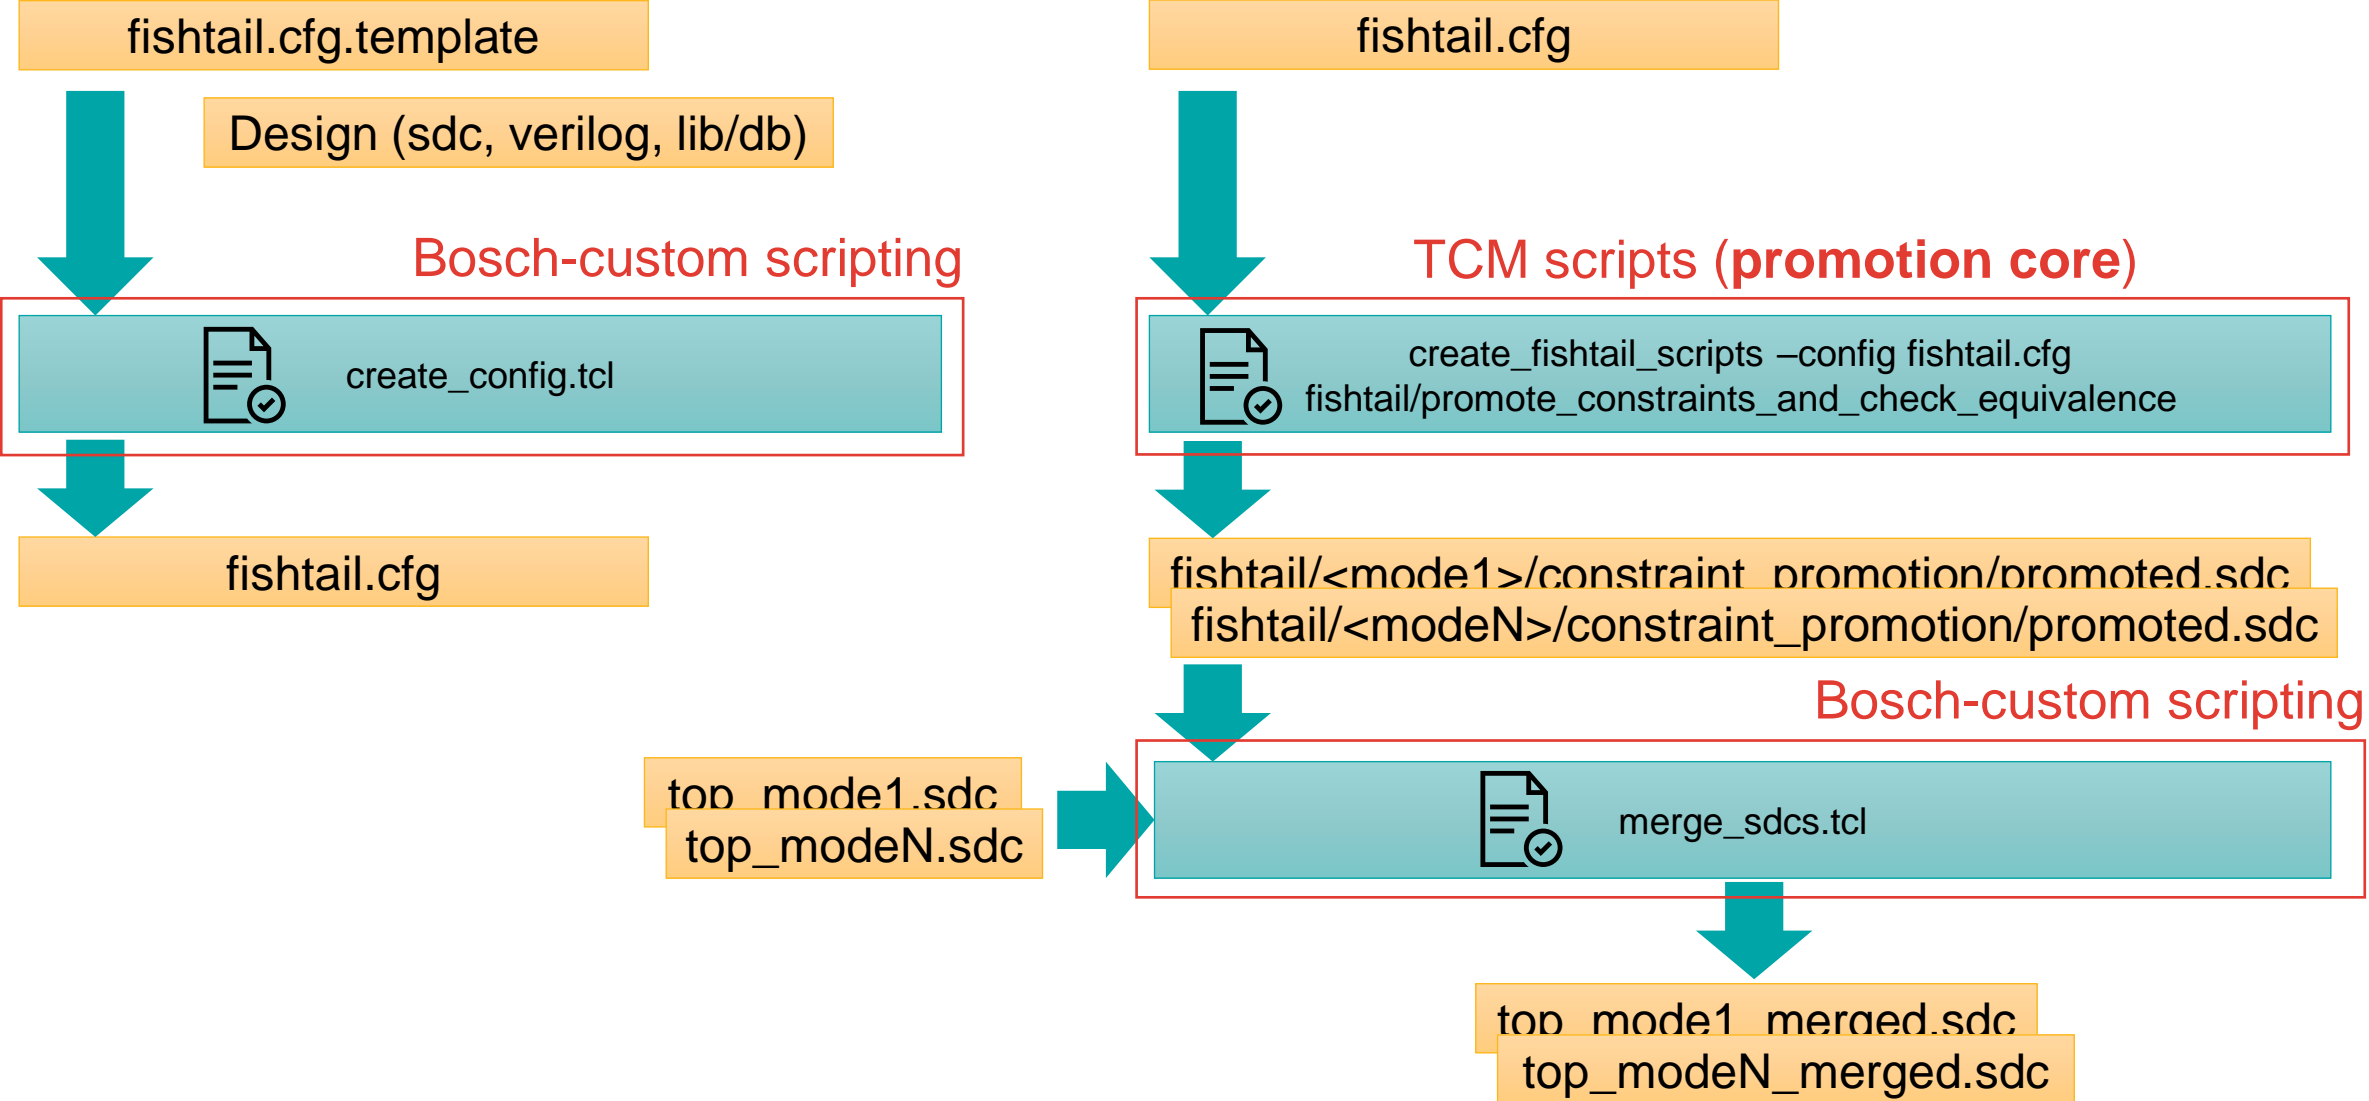 fishtail.cfg.template
Design (sdc, verilog, lib/db)
Bosch-custom scripting
create_config.tcl
fishtail.cfg
fishtail.cfg
TCM scripts (promotion core)
create_fishtail_scripts –config fishtail.cfg
fishtail/promote_constraints_and_check_equivalence
fishtail/<mode1>/constraint_promotion/promoted.sdc
fishtail/<modeN>/constraint_promotion/promoted.sdc
Bosch-custom scripting
top_mode1.sdc
top_modeN.sdc
merge_sdcs.tcl
top_mode1_merged.sdc
top_modeN_merged.sdc